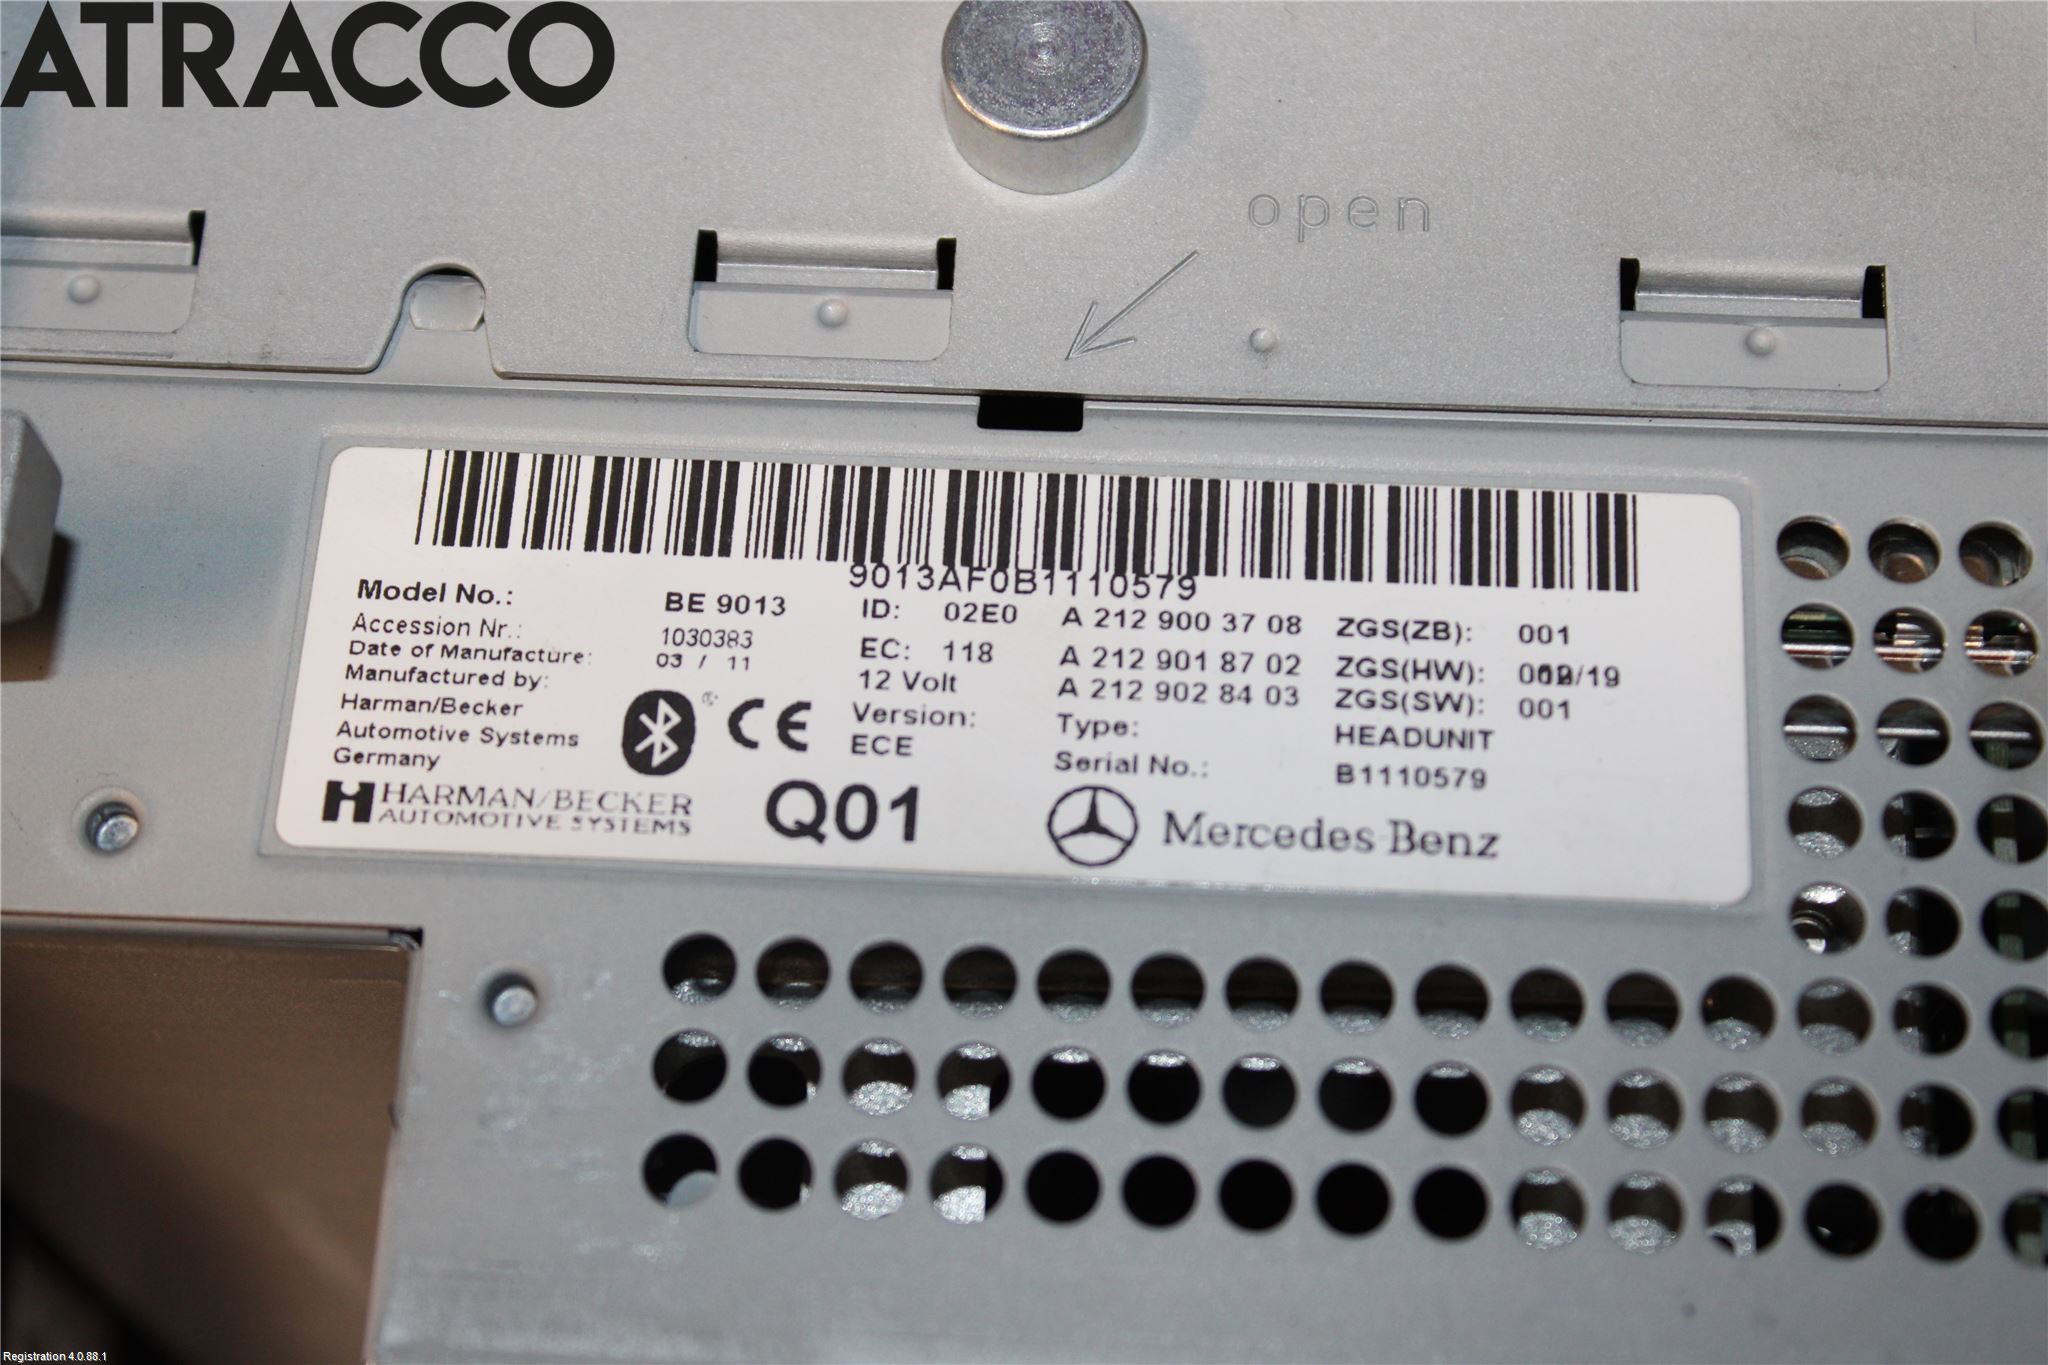 ATRACCO
open
9013AF0B1110579
Model No.: BE 9013 ID: 02E0 A 212 900 37 08 ZGS(ZB): 001
Accession Nr.: 1030383 EC: 118 A 212 901 87 02 ZGS(HW): /19
Date of Manufacture: 03 / 11 12 Volt A 212 902 84 03 ZGS(SW): 001
Manufactured by: Version: Type: HEADUNIT
Harman/Becker ECE Serial No.: B1110579
Automotive Systems
Germany
® CE
HARMAN/BECKER
AUTOMOTIVE SYSTEMS
Q01
Mercedes-Benz
Registration 4.0.88.1